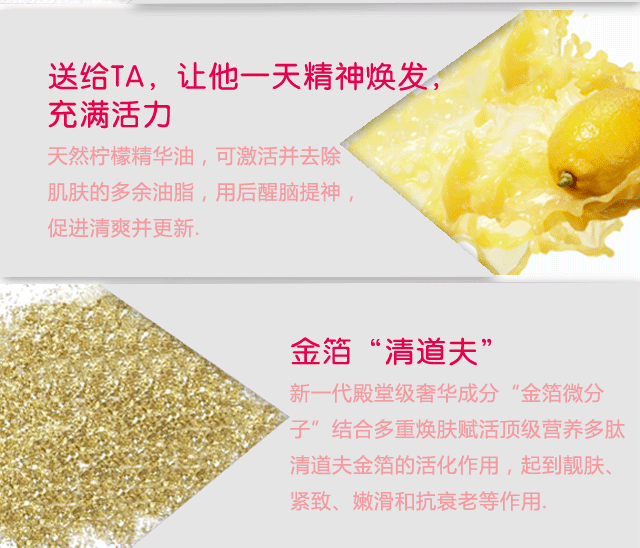 送给TA，让他一天精神焕发，
充满活力
天然柠檬精华油，可激活并去除
肌肤的多余油脂，用后醒脑提神，
促进清爽并更新.
金箔“清道夫”
新一代殿堂级奢华成分“金箔微分
子”结合多重焕肤赋活顶级营养多肽
清道夫金箔的活化作用，起到靓肤、
紧致、嫩滑和抗衰老等作用.